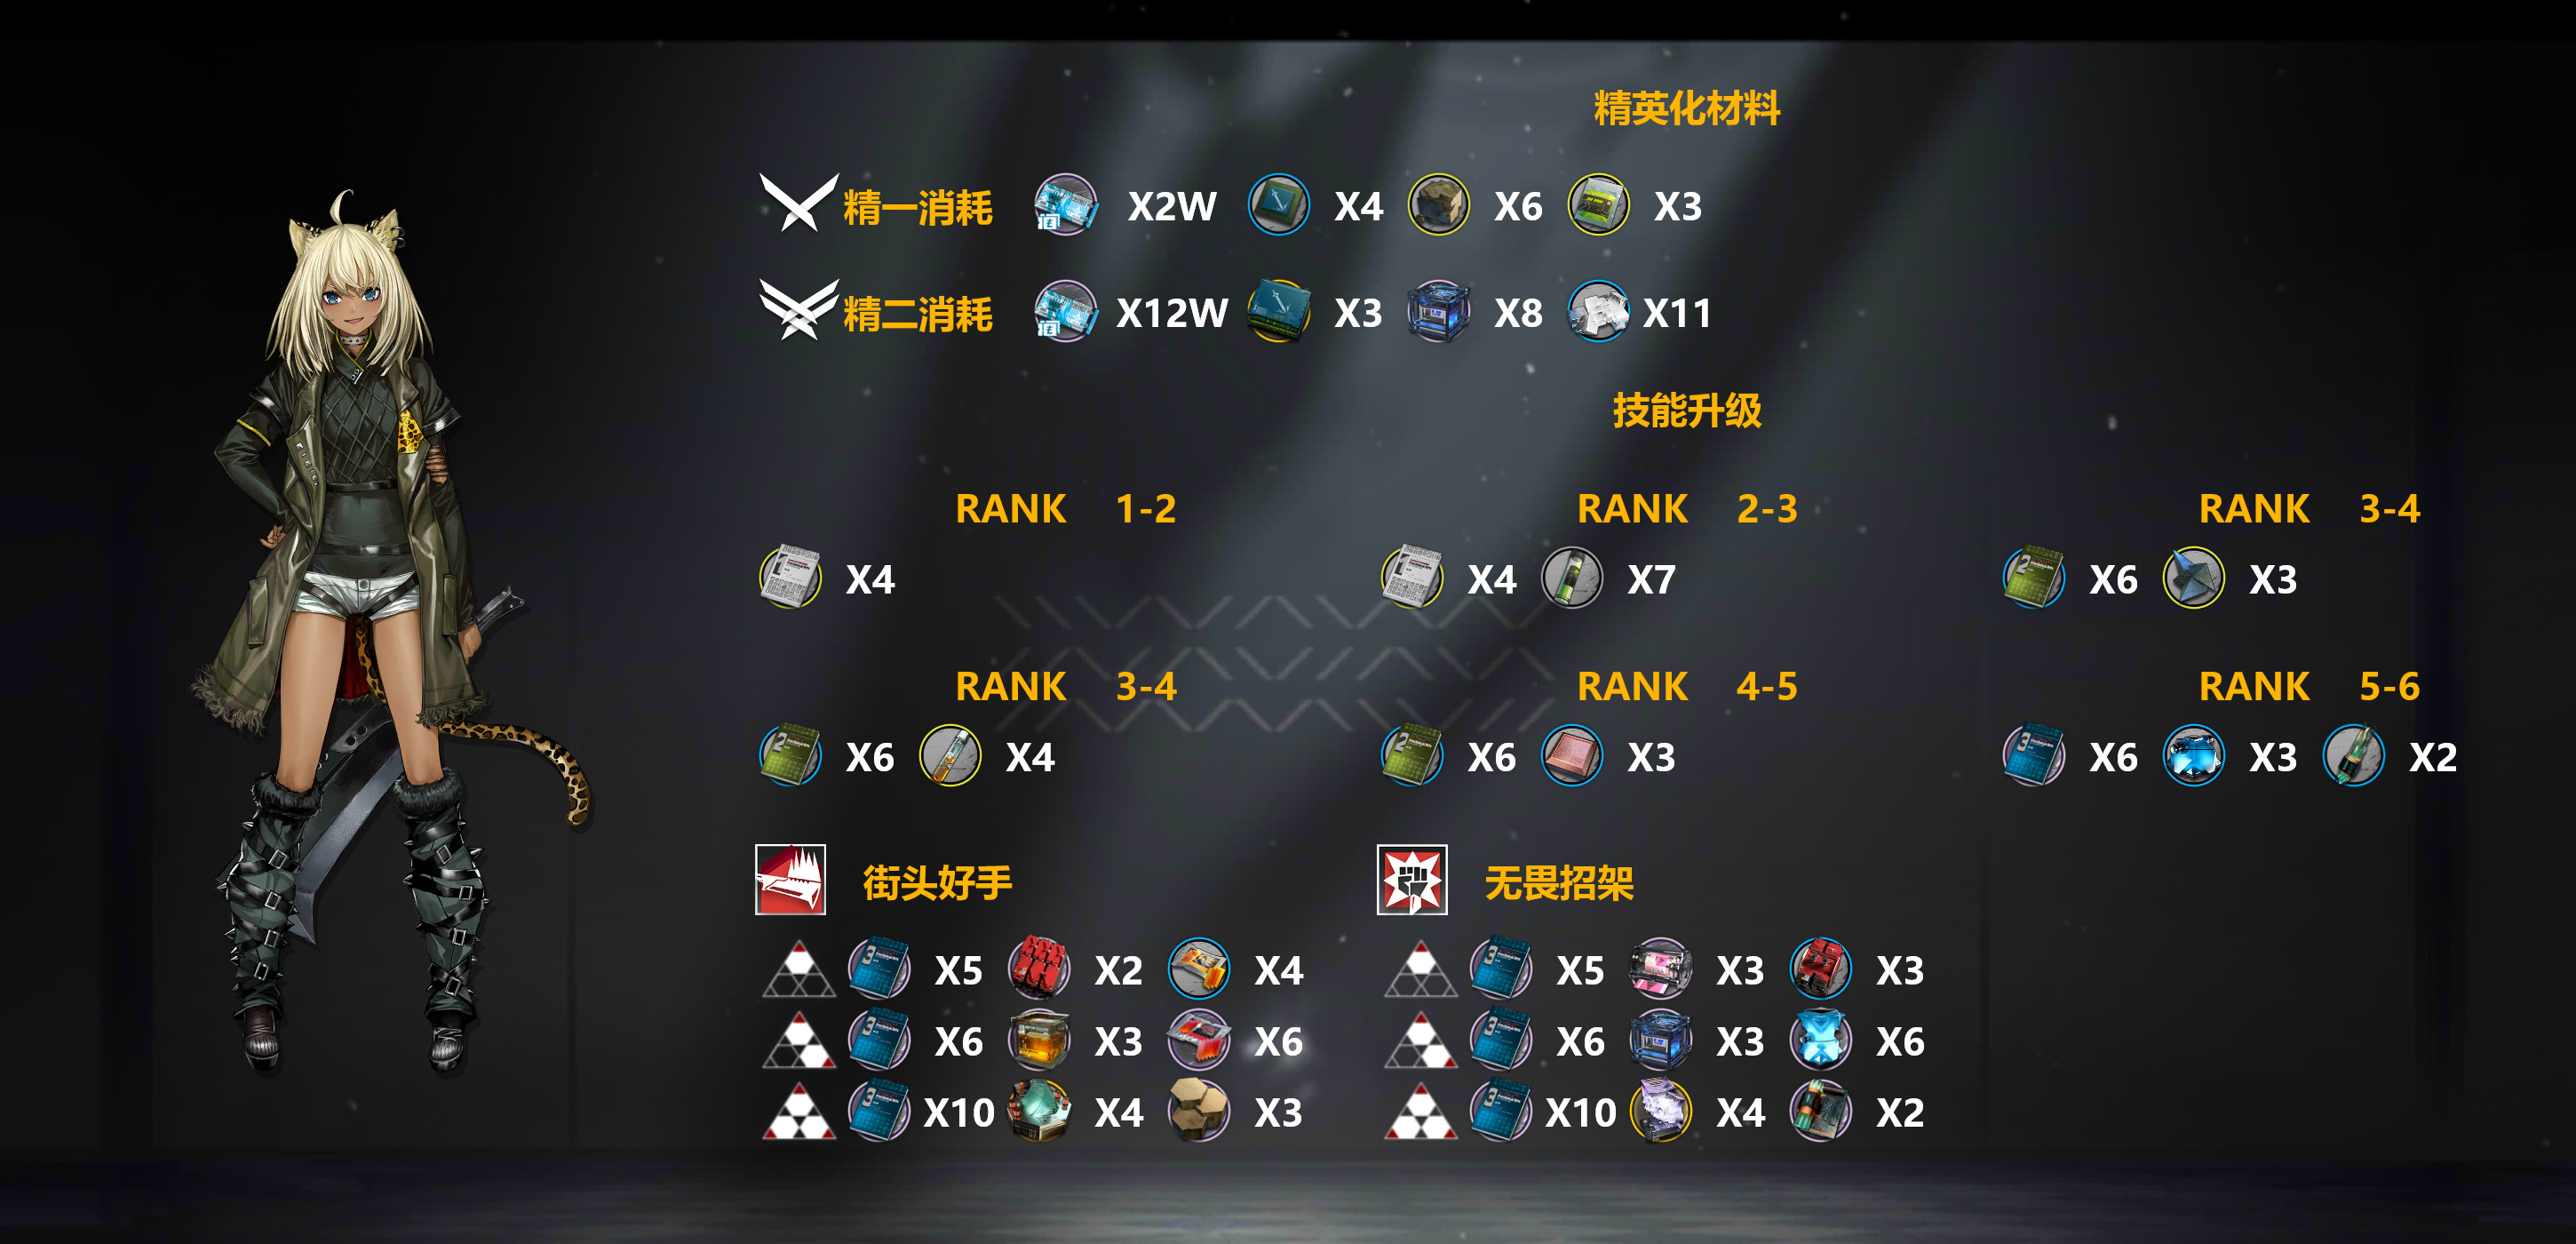 精英化材料
精一消耗 X2W X4 X6 X3
精二消耗 X12W X3 X8 X11
技能升级
RANK 1-2 RANK 2-3 RANK 3-4
X4 X4 X7 X6 X3
RANK 3-4 RANK 4-5 RANK 5-6
X6 X4 X6 X3 X6 X3 X2
街头好手 无畏招架
X5 X2 X4 X5 X3 X3
X6 X3 X6 X6 X3 X6
X10 X4 X3 X10 X4 X2